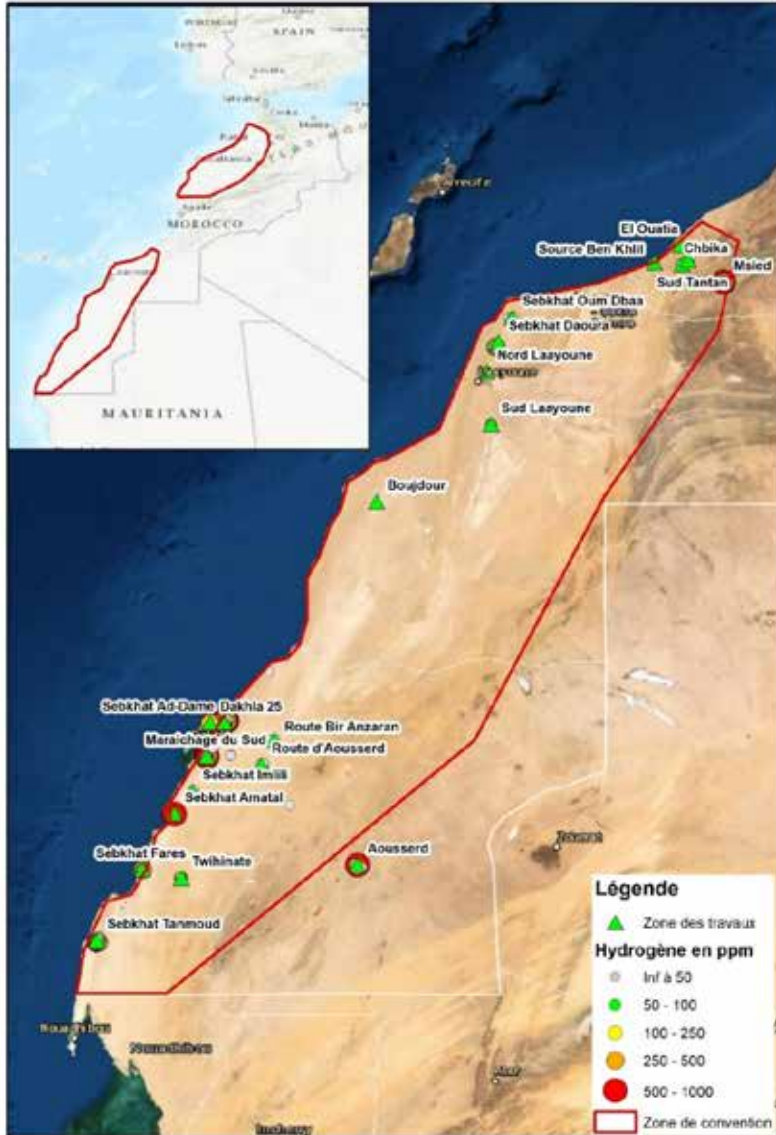 SPAIN
MOROCCO
MAURITANIA
El Ouatia
Chbika
Source Ben Khlil
Msied
Sud Tantan
Sebkhat Oum Dbaa
Sebkhat Daoura
Nord Laayoune
Sud Laayoune
Boujdour
Sebkhat Ad-Dame
Dakhla 25
Route Bir Anzaran
Maraichage du Sud
Route d'Aousserd
Sebkhat Imlili
Sebkhat Amatal
Sebkhat Fares
Twihinate
Aousserd
Sebkhat Tanmoud
Nouadhibou
Légende
Zone des travaux
Hydrogène en ppm
Inf à 50
50 - 100
100 - 250
250 - 500
500 - 1000
Zone de convention